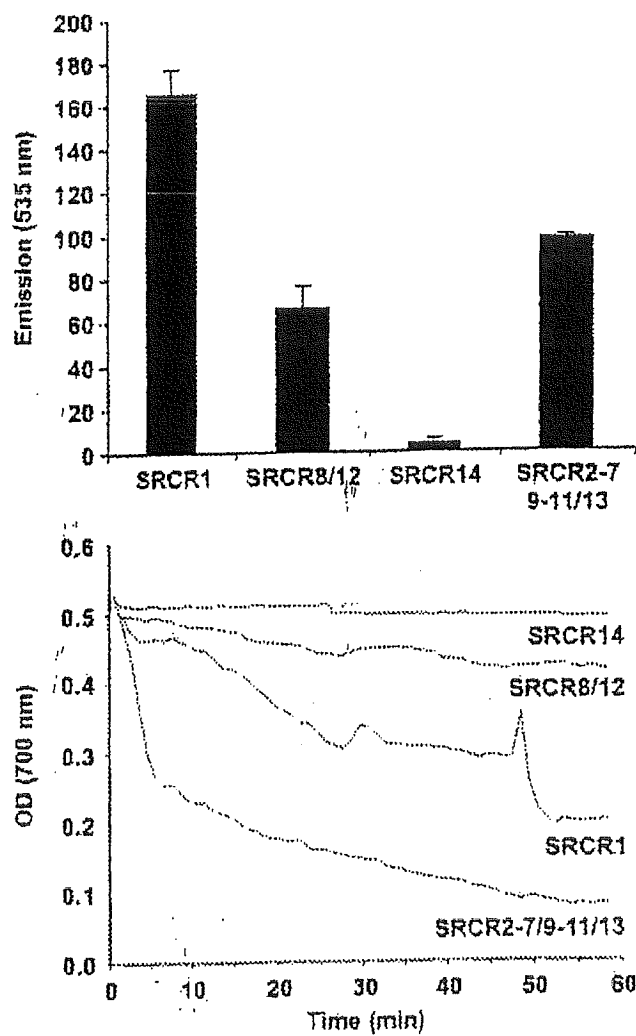 200
180
160
140
120
100
80
60
40
20
0
Emission (535 nm)
SRCR1 SRCR8/12 SRCR14 SRCR2-7
9-11/13
0.6
0.5
0.4
0.3
0.2
0.1
0.0
OD (700 nm)
SRCR14
SRCR8/12
SRCR1
SRCR2-7/9-11/13
0 10 20 30 40 50 60
Time (min)